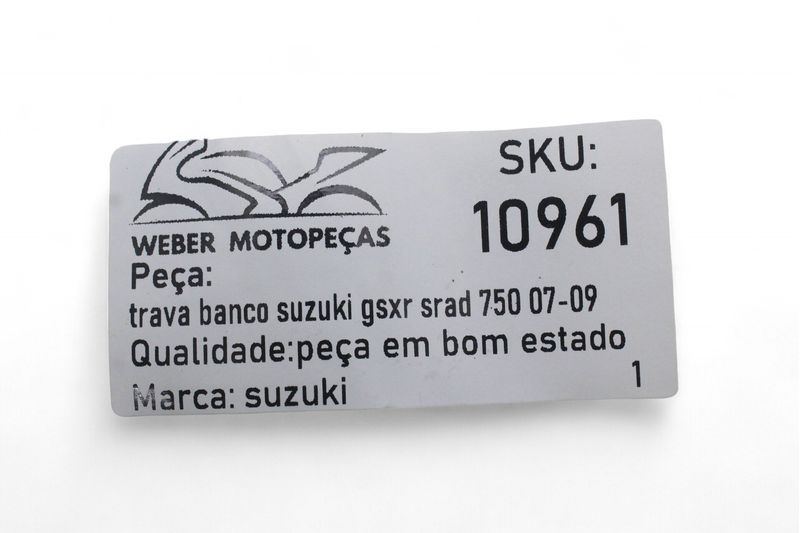 WEBER MOTOPEÇAS
SKU:
10961
Peça:
trava banco suzuki gsxr srad 750 07-09
Qualidade:peça em bom estado
Marca: suzuki
1